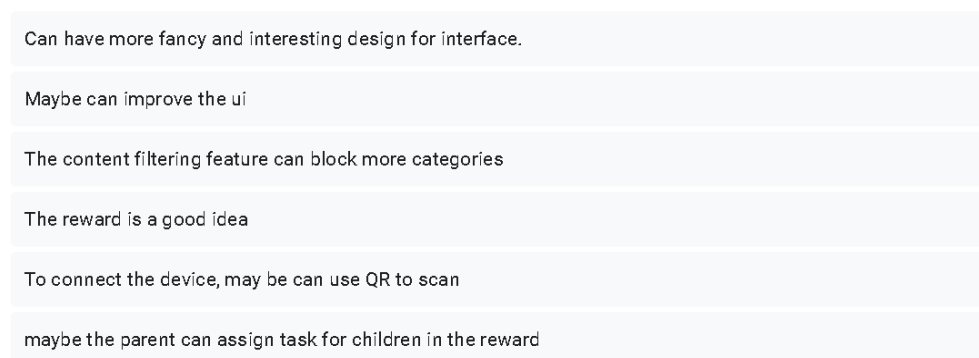 Can have more fancy and interesting design for interface.
Maybe can improve the ui
The content filtering feature can block more categories
The reward is a good idea
To connect the device, may be can use QR to scan
maybe the parent can assign task for children in the reward